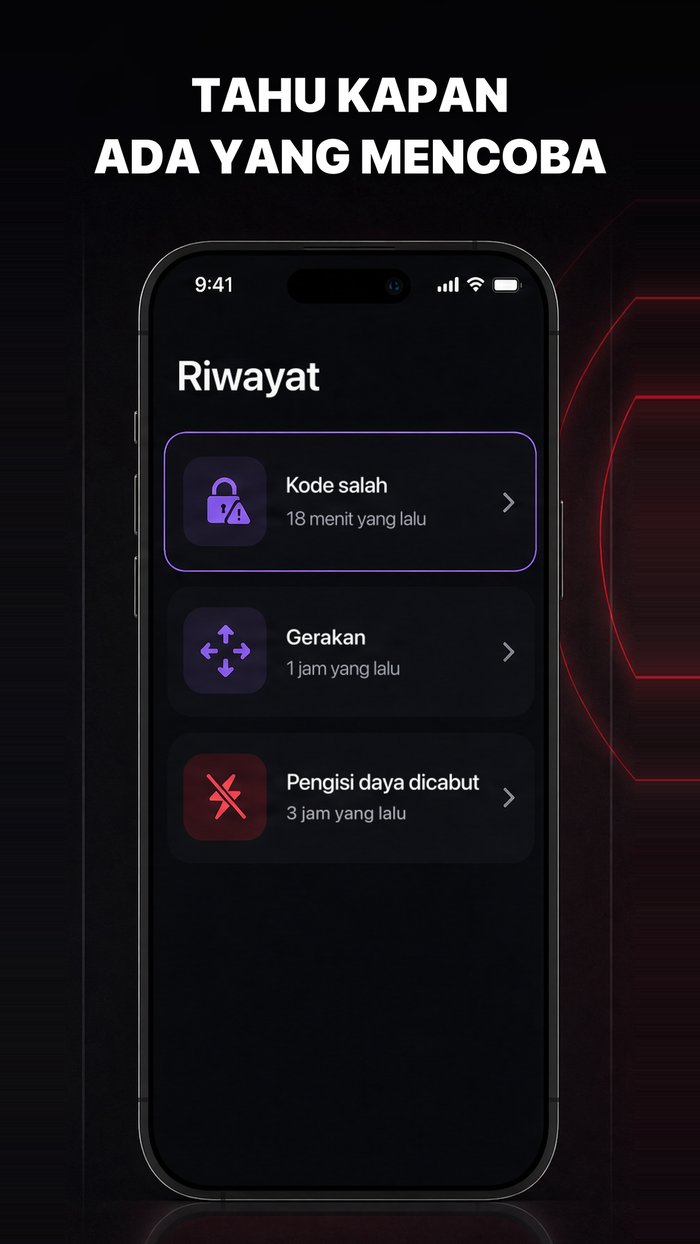 TAHU KAPAN
ADA YANG MENCOBA
9:41
Riwayat
Kode salah
18 menit yang lalu
Gerakan
1 jam yang lalu
Pengisi daya dicabut
3 jam yang lalu